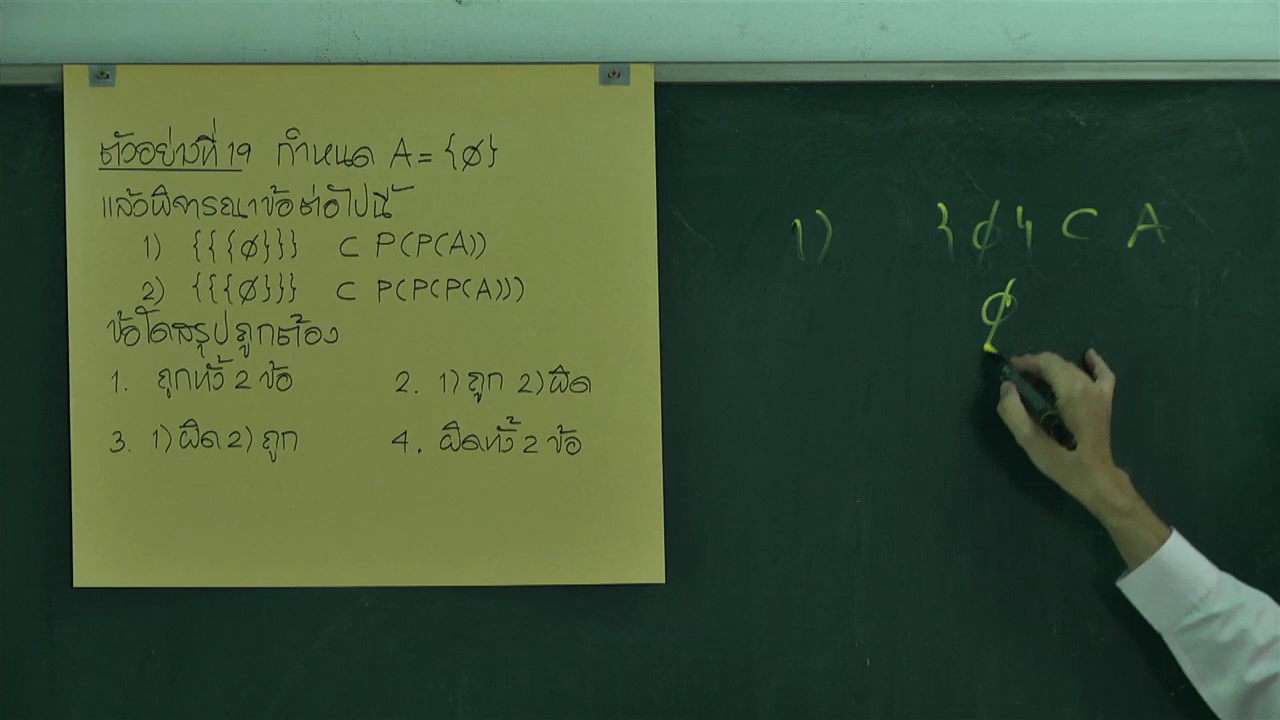 ตัวอย่างที่ 19 กำหนด A = {∅}
แล้วพิจารณาข้อต่อไปนี้
1) {{{∅}}} ⊂ P(P(A))
2) {{{∅}}} ⊂ P(P(P(A)))
ข้อใดสรุปถูกต้อง
1. ถูกทั้ง 2 ข้อ 2. 1) ถูก 2) ผิด
3. 1) ผิด 2) ถูก 4. ผิดทั้ง 2 ข้อ
1) {∅} ⊂ A
∅